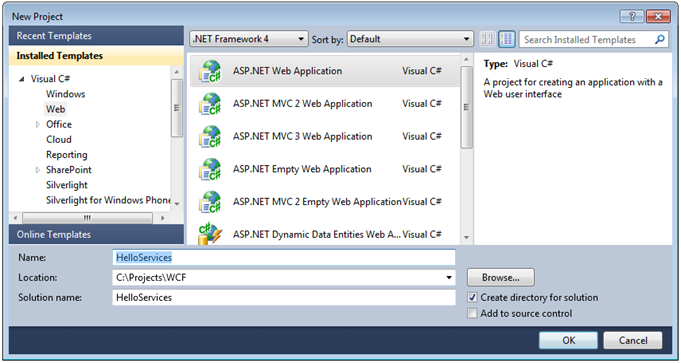 New Project
Recent Templates
.NET Framework 4
Sort by: Default
Search Installed Templates
Installed Templates
Visual C#
Windows
Web
Office
Cloud
Reporting
SharePoint
Silverlight
Silverlight for Windows Phone
Online Templates
ASP.NET Web Application Visual C#
ASP.NET MVC 2 Web Application Visual C#
ASP.NET MVC 3 Web Application Visual C#
ASP.NET Empty Web Application Visual C#
ASP.NET MVC 2 Empty Web Application Visual C#
ASP.NET Dynamic Data Entities Web A... Visual C#
Type: Visual C#
A project for creating an application with a
Web user interface
Name: HelloServices
Location: C:\Projects\WCF
Browse...
Solution name: HelloServices
Create directory for solution
Add to source control
OK
Cancel